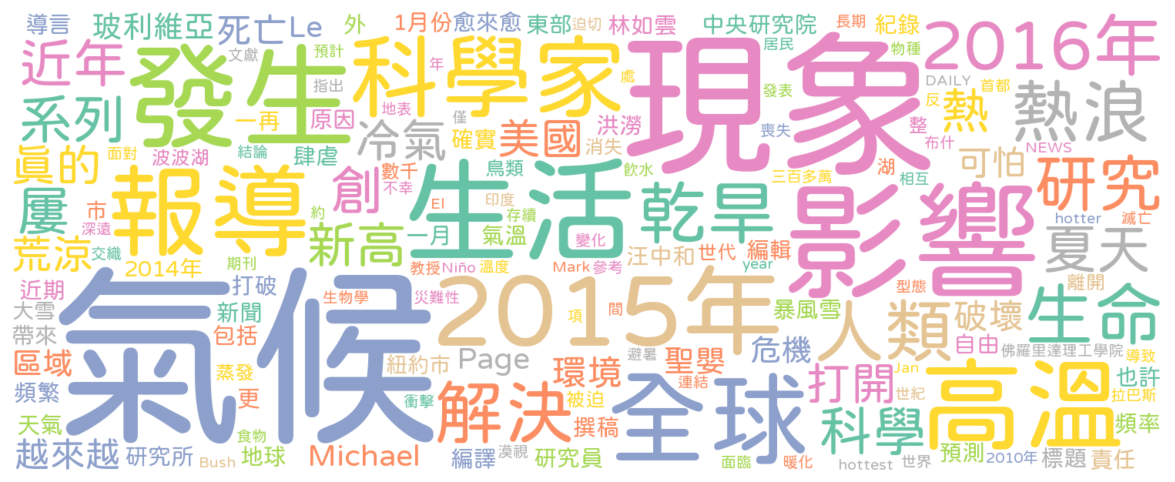 導言 玻利維亞 死亡 Le 外 1月份 愈來愈 東部 迫切 林如雲 中央研究院 長期 紀錄 2016年
近年 文獻 預計 科學家 現象 居民 物種
發生 指出 年 地表 處 發表 DAILY 首都 熱浪
系列 一再 原因 僅 洪澇 喪失 整 反 熱
冷氣 確實 美國 消失 布什 NEWS
真的 面對 波波湖 結論 肆虐 數千 鳥類 飲水 三百多萬 湖 相互 可怕 研究
屢 市 報導 創 不幸 生活 印度 乾旱 影響 hotter 滅亡
深遠 約 El 存續
荒涼 交織 新高 一月 氣溫 變化 汪中和 世代 編輯 夏天
2014年 期刊 教授 Niño 溫度 Mark 參考 year 離開
近期 打破 氣候 生物學 災難性 2015年 項 間 型態
大雪 新聞 暴風雪 人類 破壞 生命
帶來 包括 危機 自由 佛羅里達理工學院
區域 蒸發 紐約市 Page 環境 避暑 聖嬰 打開 Jan 導致
頻繁 更 衝擊 解決 被迫 連結 全球 世紀 高溫 也許 拉巴斯
天氣 食物 撰稿 科學 頻率
越來越 研究所 Bush 地球 Michael 編譯 漠視 研究員 面臨 暖化 hottest 世界 預測 2010年 標題 責任